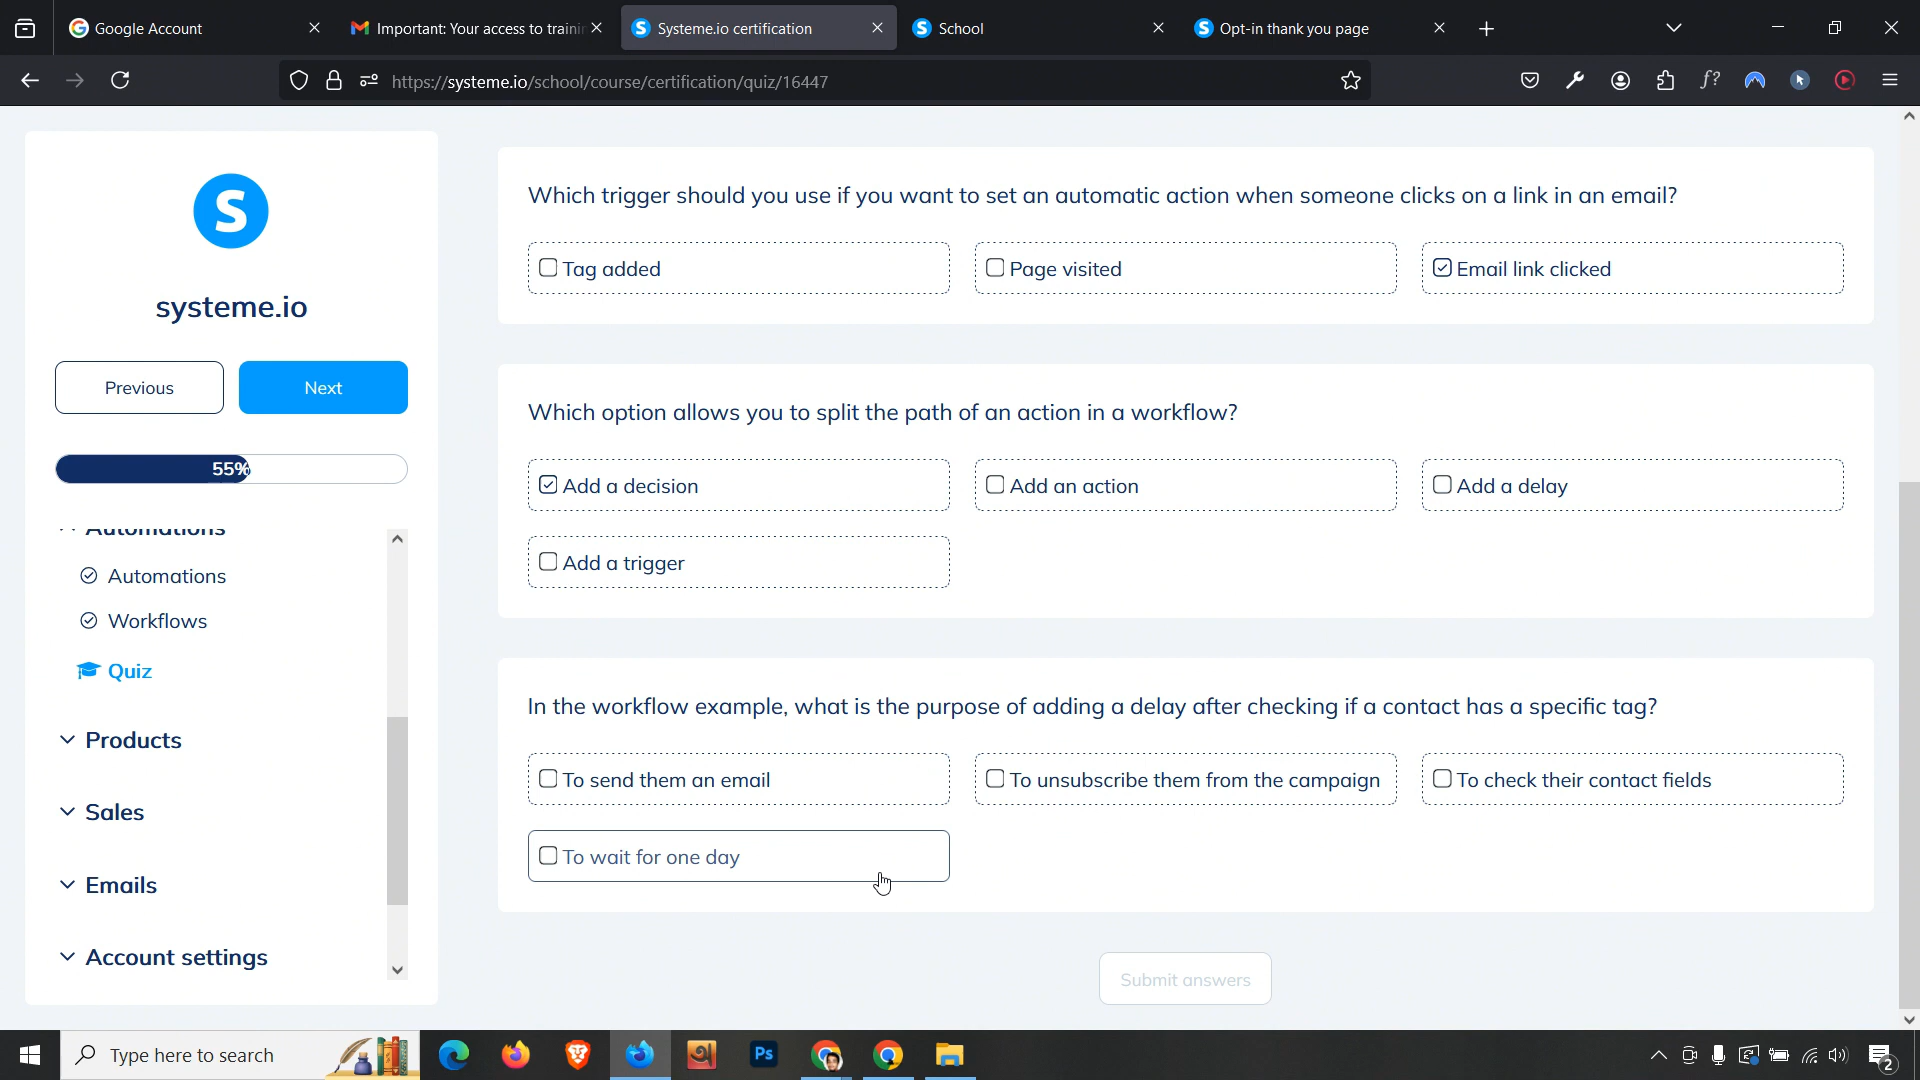 Google Account
Important: Your access to traini
Systeme.io certification
School
Opt-in thank you page
https://systeme.io/school/course/certification/quiz/16447
S
systeme.io
Previous
Next
55%
Automations
Automations
Workflows
Quiz
Products
Sales
Emails
Account settings
Which trigger should you use if you want to set an automatic action when someone clicks on a link in an email?
Tag added
Page visited
Email link clicked
Which option allows you to split the path of an action in a workflow?
Add a decision
Add an action
Add a delay
Add a trigger
In the workflow example, what is the purpose of adding a delay after checking if a contact has a specific tag?
To send them an email
To unsubscribe them from the campaign
To check their contact fields
To wait for one day
Submit answers
Type here to search
Ps
2